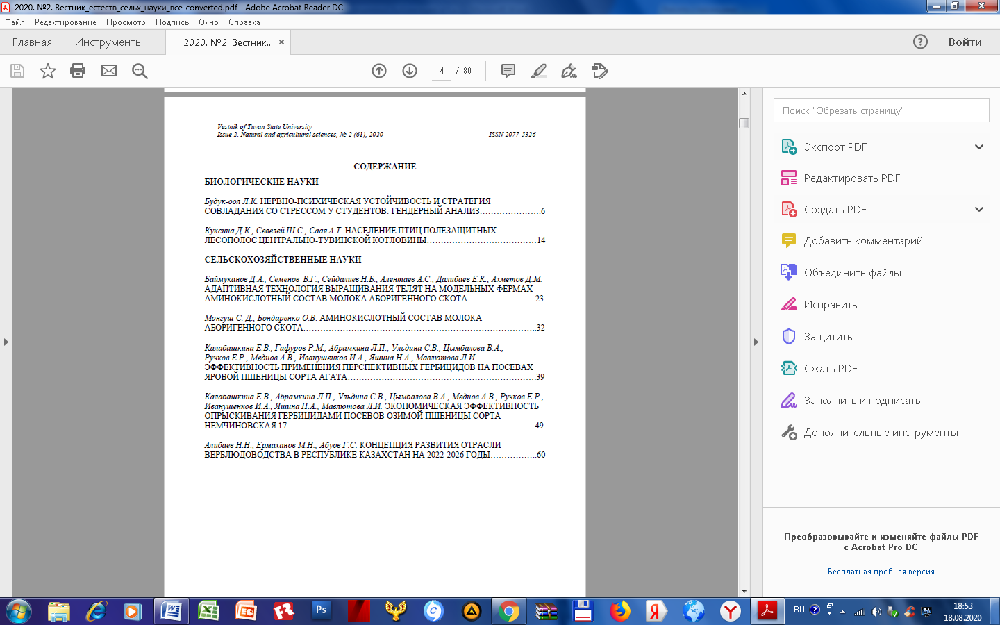 2020. №2. Вестник_естеств_сельх_науки_все-converted.pdf - Adobe Acrobat Reader DC
Файл Редактирование Просмотр Подпись Окно Справка
Главная Инструменты 2020. №2. Вестник... × Войти
4 / 80
Vestnik of Tuvan State University
Issue 2. Natural and agricultural sciences, № 2 (61), 2020 ISSN 2077-5326
СОДЕРЖАНИЕ
БИОЛОГИЧЕСКИЕ НАУКИ
Будук-оол Л.К. НЕРВНО-ПСИХИЧЕСКАЯ УСТОЙЧИВОСТЬ И СТРАТЕГИЯ
СОВЛАДАНИЯ СО СТРЕССОМ У СТУДЕНТОВ: ГЕНДЕРНЫЙ АНАЛИЗ…………………6
Куксина Д.К., Севелей Ш.С., Саая А.Т. НАСЕЛЕНИЕ ПТИЦ ПОЛЕЗАЩИТНЫХ
ЛЕСОПОЛОС ЦЕНТРАЛЬНО-ТУВИНСКОЙ КОТЛОВИНЫ…………………………………14
СЕЛЬСКОХОЗЯЙСТВЕННЫЕ НАУКИ
Баймуканов Д.А., Семенов В.Г., Сейдалиев Н.Б., Алентаев А.С., Далибаев Е.К., Ахметов Д.М.
АДАПТИВНАЯ ТЕХНОЛОГИЯ ВЫРАЩИВАНИЯ ТЕЛЯТ НА МОДЕЛЬНЫХ ФЕРМАХ
АМИНОКИСЛОТНЫЙ СОСТАВ МОЛОКА АБОРИГЕННОГО СКОТА……………………23
Монгуш С. Д., Бондаренко О.В. АМИНОКИСЛОТНЫЙ СОСТАВ МОЛОКА
АБОРИГЕННОГО СКОТА………………………………………………………………………32
Калабашкина Е.В., Гафуров Р.М., Абрамкина Л.П., Ульдина С.В., Цымбалова В.А.,
Ручков Е.Р., Меднов А.В., Иванушенков И.А., Яшина Н.А., Мавлютова Л.И.
ЭФФЕКТИВНОСТЬ ПРИМЕНЕНИЯ ПЕРСПЕКТИВНЫХ ГЕРБИЦИДОВ НА ПОСЕВАХ
ЯРОВОЙ ПШЕНИЦЫ СОРТА АГАТА…………………………………………………………39
Калабашкина Е.В., Абрамкина Л.П., Ульдина С.В., Цымбалова В.А., Меднов А.В., Ручков Е.Р.,
Иванушенков И.А., Яшина Н.А., Мавлютова Л.И. ЭКОНОМИЧЕСКАЯ ЭФФЕКТИВНОСТЬ
ОПРЫСКИВАНИЯ ГЕРБИЦИДАМИ ПОСЕВОВ ОЗИМОЙ ПШЕНИЦЫ СОРТА
НЕМЧИНОВСКАЯ 17……………………………………………………………………………49
Алибаев Н.Н., Ермаханов М.Н., Абуов Г.С. КОНЦЕПЦИЯ РАЗВИТИЯ ОТРАСЛИ
ВЕРБЛЮДОВОДСТВА В РЕСПУБЛИКЕ КАЗАХСТАН НА 2022-2026 ГОДЫ…………….60
Поиск "Обрезать страницу"
Экспорт PDF
Редактировать PDF
Создать PDF
Добавить комментарий
Объединить файлы
Исправить
Защитить
Сжать PDF
Заполнить и подписать
Дополнительные инструменты
Преобразовывайте и изменяйте файлы PDF
с Acrobat Pro DC
Бесплатная пробная версия
RU
18:53
18.08.2020